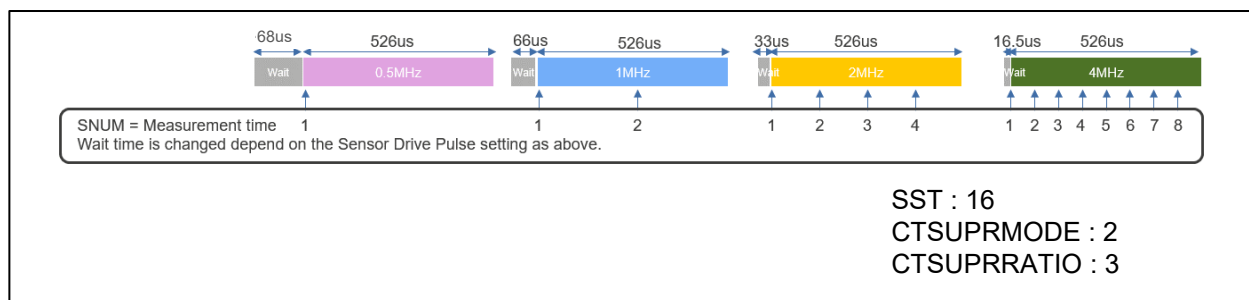 68us 526us 66us 526us 33us 526us 16.5us 526us
Wait 0.5MHz Wait 1MHz Wait 2MHz Wait 4MHz
SNUM = Measurement time 1 1 2 1 2 3 4 1 2 3 4 5 6 7 8
Wait time is changed depend on the Sensor Drive Pulse setting as above.
SST : 16
CTSUPRMODE : 2
CTSUPRRATIO : 3